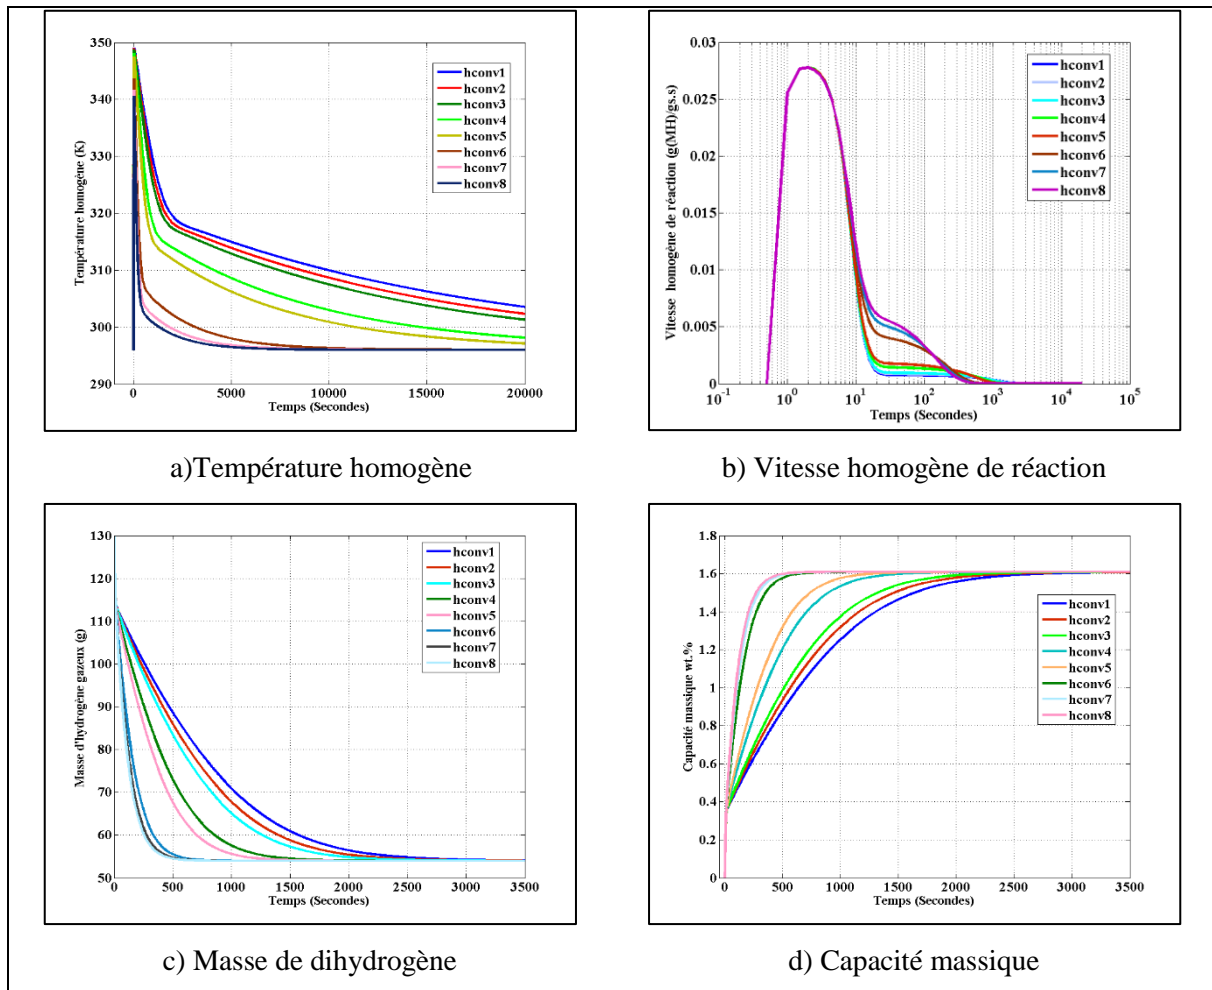 350
340
330
320
310
300
290
Température homogène (K)
0
5000
10000
15000
20000
Temps (Secondes)
hconv1
hconv2
hconv3
hconv4
hconv5
hconv6
hconv7
hconv8
a)Température homogène
0.03
0.025
0.02
0.015
0.01
0.005
0
Vitesse homogène de réaction (g(MH)/gs.s)
10^-1
10^0
10^1
10^2
10^3
10^4
10^5
Temps (Secondes)
hconv1
hconv2
hconv3
hconv4
hconv5
hconv6
hconv7
hconv8
b) Vitesse homogène de réaction
130
120
110
100
90
80
70
60
50
Masse d'hydrogène gazeux (g)
0
500
1000
1500
2000
2500
3000
3500
Temps (Secondes)
hconv1
hconv2
hconv3
hconv4
hconv5
hconv6
hconv7
hconv8
c) Masse de dihydrogène
1.8
1.6
1.4
1.2
1
0.8
0.6
0.4
0.2
0
Capacité massique wt.%
0
500
1000
1500
2000
2500
3000
3500
Temps (Secondes)
hconv1
hconv2
hconv3
hconv4
hconv5
hconv6
hconv7
hconv8
d) Capacité massique